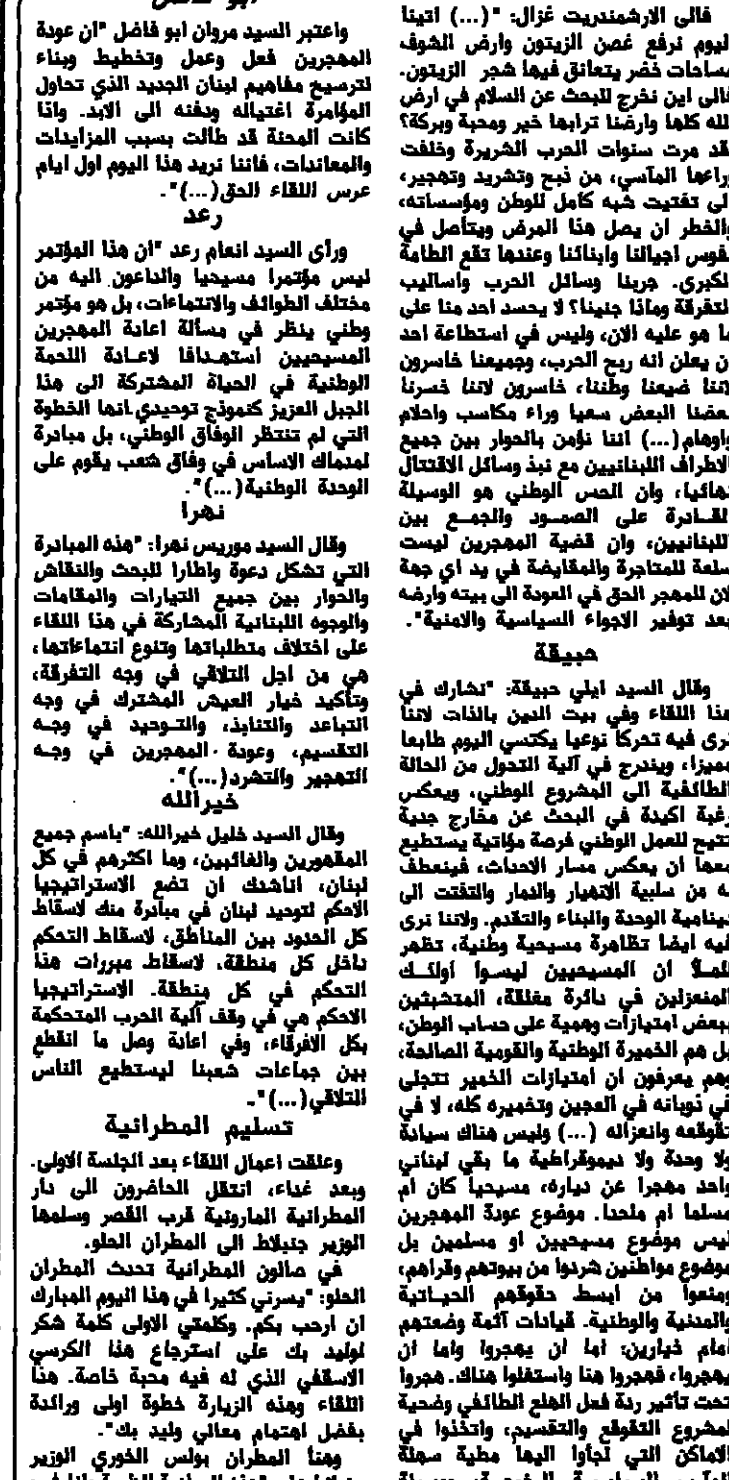 فالى الارشمندريت غزال: "(...) اتينا
اليوم نرفع غصن الزيتون وارض الشوف
مساحات خضر يتعانق فيها شجر الزيتون.
فالى اين نخرج للبحث عن السلام في ارض
الله كلها وارضنا ترابها خير ومحبة وبركة؟
لقد مرت سنوات الحرب الشريرة وخلفت
وراءها المآسي، من ذبح وتشريد وتهجير،
الى تفتيت شبه كامل للوطن ومؤسساته،
والخطر ان يصل هذا المرض ويتأصل في
نفوس اجيالنا وابنائنا وعندها تقع الطامة
الكبرى. جربنا وسائل الحرب واساليب
التفرقة وماذا جنينا؟ لا يحسد احد منا على
ما هو عليه الان، وليس في استطاعة احد
ان يعلن انه ربح الحرب، وجميعنا خاسرون
لاننا ضيعنا وطننا، خاسرون لاننا خسرنا
بعضنا البعض سعيا وراء مكاسب واحلام
واوهام (...) اننا نؤمن بالحوار بين جميع
الاطراف اللبنانيين مع نبذ وسائل الاقتتال
نهائيا، وان الحس الوطني هو الوسيلة
القادرة على الصمود والجمع بين
اللبنانيين، وان قضية المهجرين ليست
سلعة للمتاجرة والمقايضة في يد اي جهة
لان للمهجر الحق في العودة الى بيته وارضه
بعد توفير الاجواء السياسية والامنية".
حبيقة
وقال السيد ايلي حبيقة: "نشارك في
هذا اللقاء وفي بيت الدين بالذات لاننا
نرى فيه تحركا نوعيا يكتسي اليوم طابعا
مميزا، ويندرج في آلية التحول من الحالة
الطائفية الى المشروع الوطني، ويعكس
رغبة اكيدة في البحث عن مخارج جدية
تتيح للعمل الوطني فرصة مؤاتية يستطيع
معها ان يعكس مسار الاحداث، فينعطف
به من سلبية الانهيار والدمار والتفتت الى
دينامية الوحدة والبناء والتقدم. ولاننا نرى
فيه ايضا تظاهرة مسيحية وطنية، تظهر
للملأ ان المسيحيين ليسوا أولئك
المنعزلين في دائرة مغلقة، المتشبثين
ببعض امتيازات وهمية على حساب الوطن،
بل هم الخميرة الوطنية والقومية الصالحة،
وهم يعرفون ان امتيازات الخمير تتجلى
في ذوبانه في العجين وتخميره كله، لا في
تقوقعه وانعزاله (...) وليس هناك سيادة
ولا وحدة ولا ديموقراطية ما بقي لبناني
واحد مهجرا عن دياره، مسيحيا كان ام
مسلما ام ملحدا. موضوع عودة المهجرين
ليس موضوع مسيحيين او مسلمين بل
موضوع مواطنين شردوا من بيوتهم وقراهم،
ومنعوا من ابسط حقوقهم الحياتية
والمدنية والوطنية. قيادات آثمة وضعتهم
امام خيارين: اما ان يهجروا واما ان
يهجروا، فهجروا هنا واستغلوا هناك. هجروا
تحت تأثير ردة فعل الهلع الطائفي وضحية
لمشروع التقوقع والتقسيم، واتخذوا في
الاماكن التي لجأوا اليها مطية سهلة
واعتبر السيد مروان ابو فاضل "ان عودة
المهجرين فعل وعمل وتخطيط وبناء
لترسيخ مفاهيم لبنان الجديد الذي تحاول
المؤامرة اغتياله ودفنه الى الابد. واذا
كانت المحنة قد طالت بسبب المزايدات
والمعاندات، فاننا نريد هذا اليوم اول ايام
عرس اللقاء الحق(...)".
رعد
ورأى السيد انعام رعد "ان هذا المؤتمر
ليس مؤتمرا مسيحيا والداعون اليه من
مختلف الطوائف والانتماءات، بل هو مؤتمر
وطني ينظر في مسألة اعادة المهجرين
المسيحيين استهدافا لاعادة اللحمة
الوطنية في الحياة المشتركة الى هذا
الجبل العزيز كنموذج توحيدي.انها الخطوة
التي لم تنتظر الوفاق الوطني، بل مبادرة
لمدماك الاساس في وفاق شعب يقوم على
الوحدة الوطنية(...)".
نهرا
وقال السيد موريس نهرا: "هذه المبادرة
التي تشكل دعوة واطارا للبحث والنقاش
والحوار بين جميع التيارات والمقامات
والوجوه اللبنانية المشاركة في هذا اللقاء
على اختلاف متطلباتها وتنوع انتماءاتها،
هي من اجل التلاقي في وجه التفرقة،
وتأكيد خيار العيش المشترك في وجه
التباعد والتنابذ، والتوحيد في وجه
التقسيم، وعودة المهجرين في وجه
التهجير والتشرد(...)".
خيرالله
وقال السيد خليل خيرالله: "باسم جميع
المقهورين والغائبين، وما اكثرهم في كل
لبنان، اناشدك ان تضع الاستراتيجيا
الاحكم لتوحيد لبنان في مبادرة منك لاسقاط
كل الحدود بين المناطق، لاسقاط التحكم
داخل كل منطقة. لاسقاط مبررات هذا
التحكم في كل منطقة. الاستراتيجيا
الاحكم هي في وقف آلية الحرب المتحكمة
بكل الافرقاء، وفي اعادة وصل ما انقطع
بين جماعات شعبنا ليستطيع الناس
التلاقي(...)".
تسليم المطرانية
وعلقت اعمال اللقاء بعد الجلسة الاولى.
وبعد غداء، انتقل الحاضرون الى دار
المطرانية المارونية قرب القصر وسلمها
الوزير جنبلاط الى المطران الحلو.
في صالون المطرانية تحدث المطران
الحلو: "يسرني كثيرا في هذا اليوم المبارك
ان ارحب بكم. وكلمتي الاولى كلمة شكر
لوليد بك على استرجاع هذا الكرسي
الاسقفي الذي له فيه محبة خاصة. هذا
اللقاء وهذه الزيارة خطوة اولى ورائدة
بفضل اهتمام معالي وليد بك".
وهنأ المطران بولس الخوري الوزير